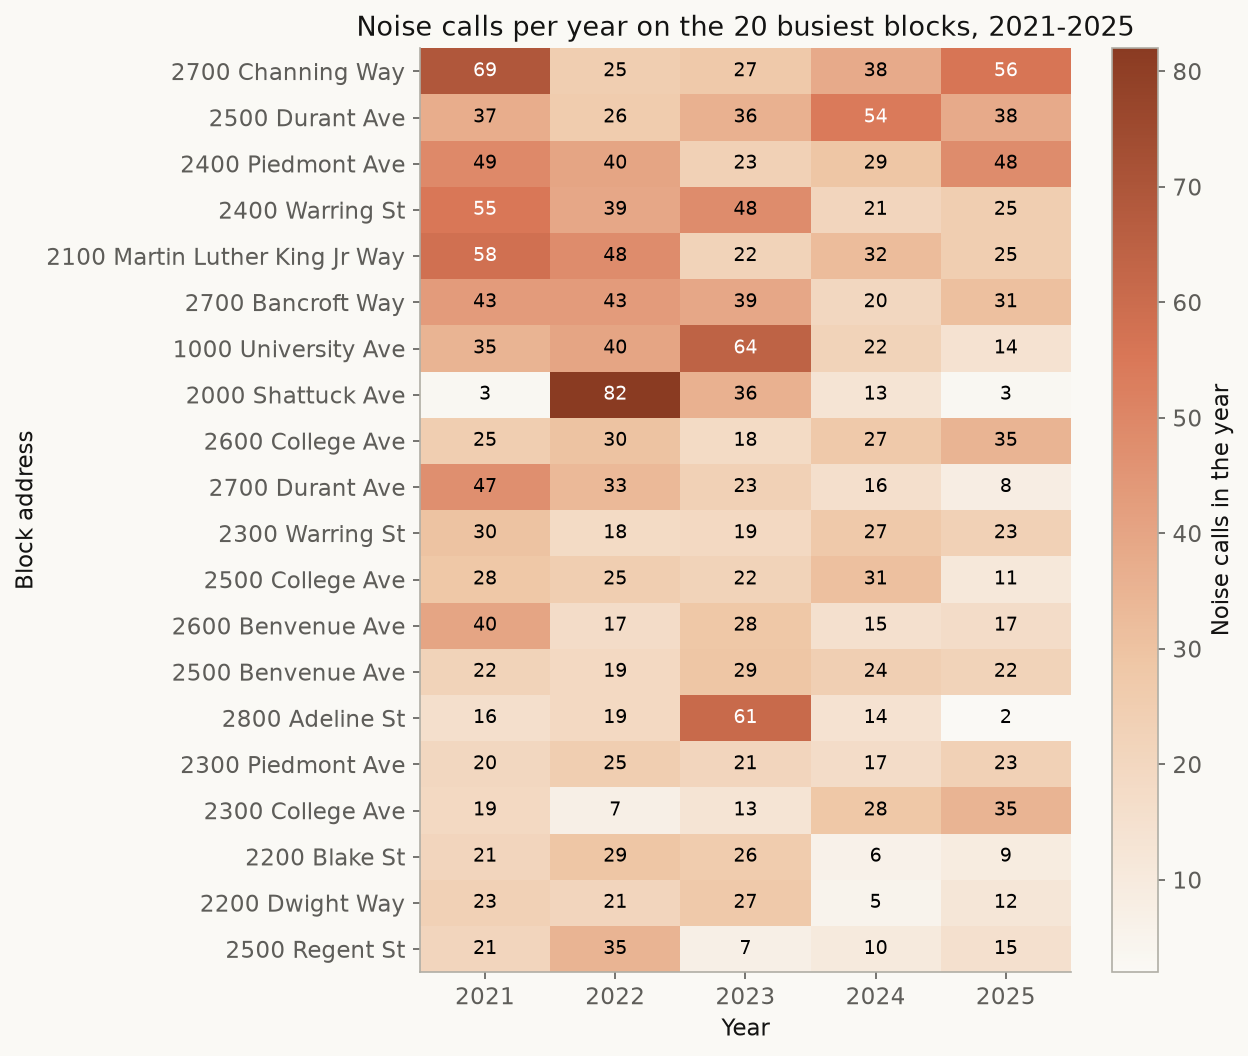 Noise calls per year on the 20 busiest blocks, 2021-2025
2700 Channing Way 69 25 27 38 56
2500 Durant Ave 37 26 36 54 38
2400 Piedmont Ave 49 40 23 29 48
2400 Warring St 55 39 48 21 25
2100 Martin Luther King Jr Way 58 48 22 32 25
2700 Bancroft Way 43 43 39 20 31
1000 University Ave 35 40 64 22 14
2000 Shattuck Ave 3 82 36 13 3
2600 College Ave 25 30 18 27 35
2700 Durant Ave 47 33 23 16 8
2300 Warring St 30 18 19 27 23
2500 College Ave 28 25 22 31 11
2600 Benvenue Ave 40 17 28 15 17
2500 Benvenue Ave 22 19 29 24 22
2800 Adeline St 16 19 61 14 2
2300 Piedmont Ave 20 25 21 17 23
2300 College Ave 19 7 13 28 35
2200 Blake St 21 29 26 6 9
2200 Dwight Way 23 21 27 5 12
2500 Regent St 21 35 7 10 15
2021 2022 2023 2024 2025
Year
Block address
80
70
60
50
40
30
20
10
Noise calls in the year